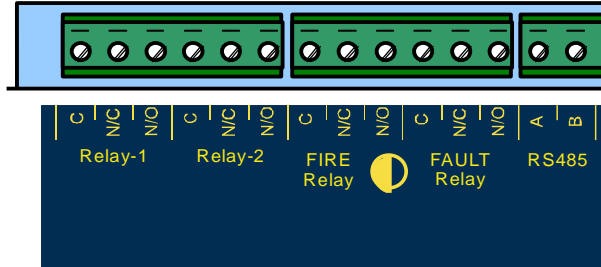 C N/C N/O C N/C N/O C N/C N/O C N/C N/O A B
Relay-1 Relay-2 FIRE Relay FAULT Relay RS485